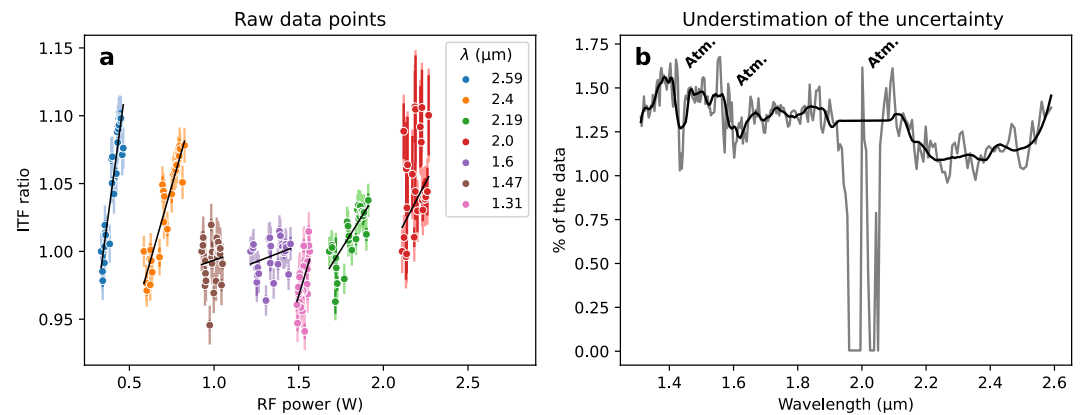 Raw data points
a
ITF ratio
1.15
1.10
1.05
1.00
0.95
0.5
1.0
1.5
2.0
2.5
RF power (W)
λ (μm)
2.59
2.4
2.19
2.0
1.6
1.47
1.31
Understimation of the uncertainty
b
Atm.
Atm.
Atm.
% of the data
1.75
1.50
1.25
1.00
0.75
0.50
0.25
0.00
1.4
1.6
1.8
2.0
2.2
2.4
2.6
Wavelength (μm)